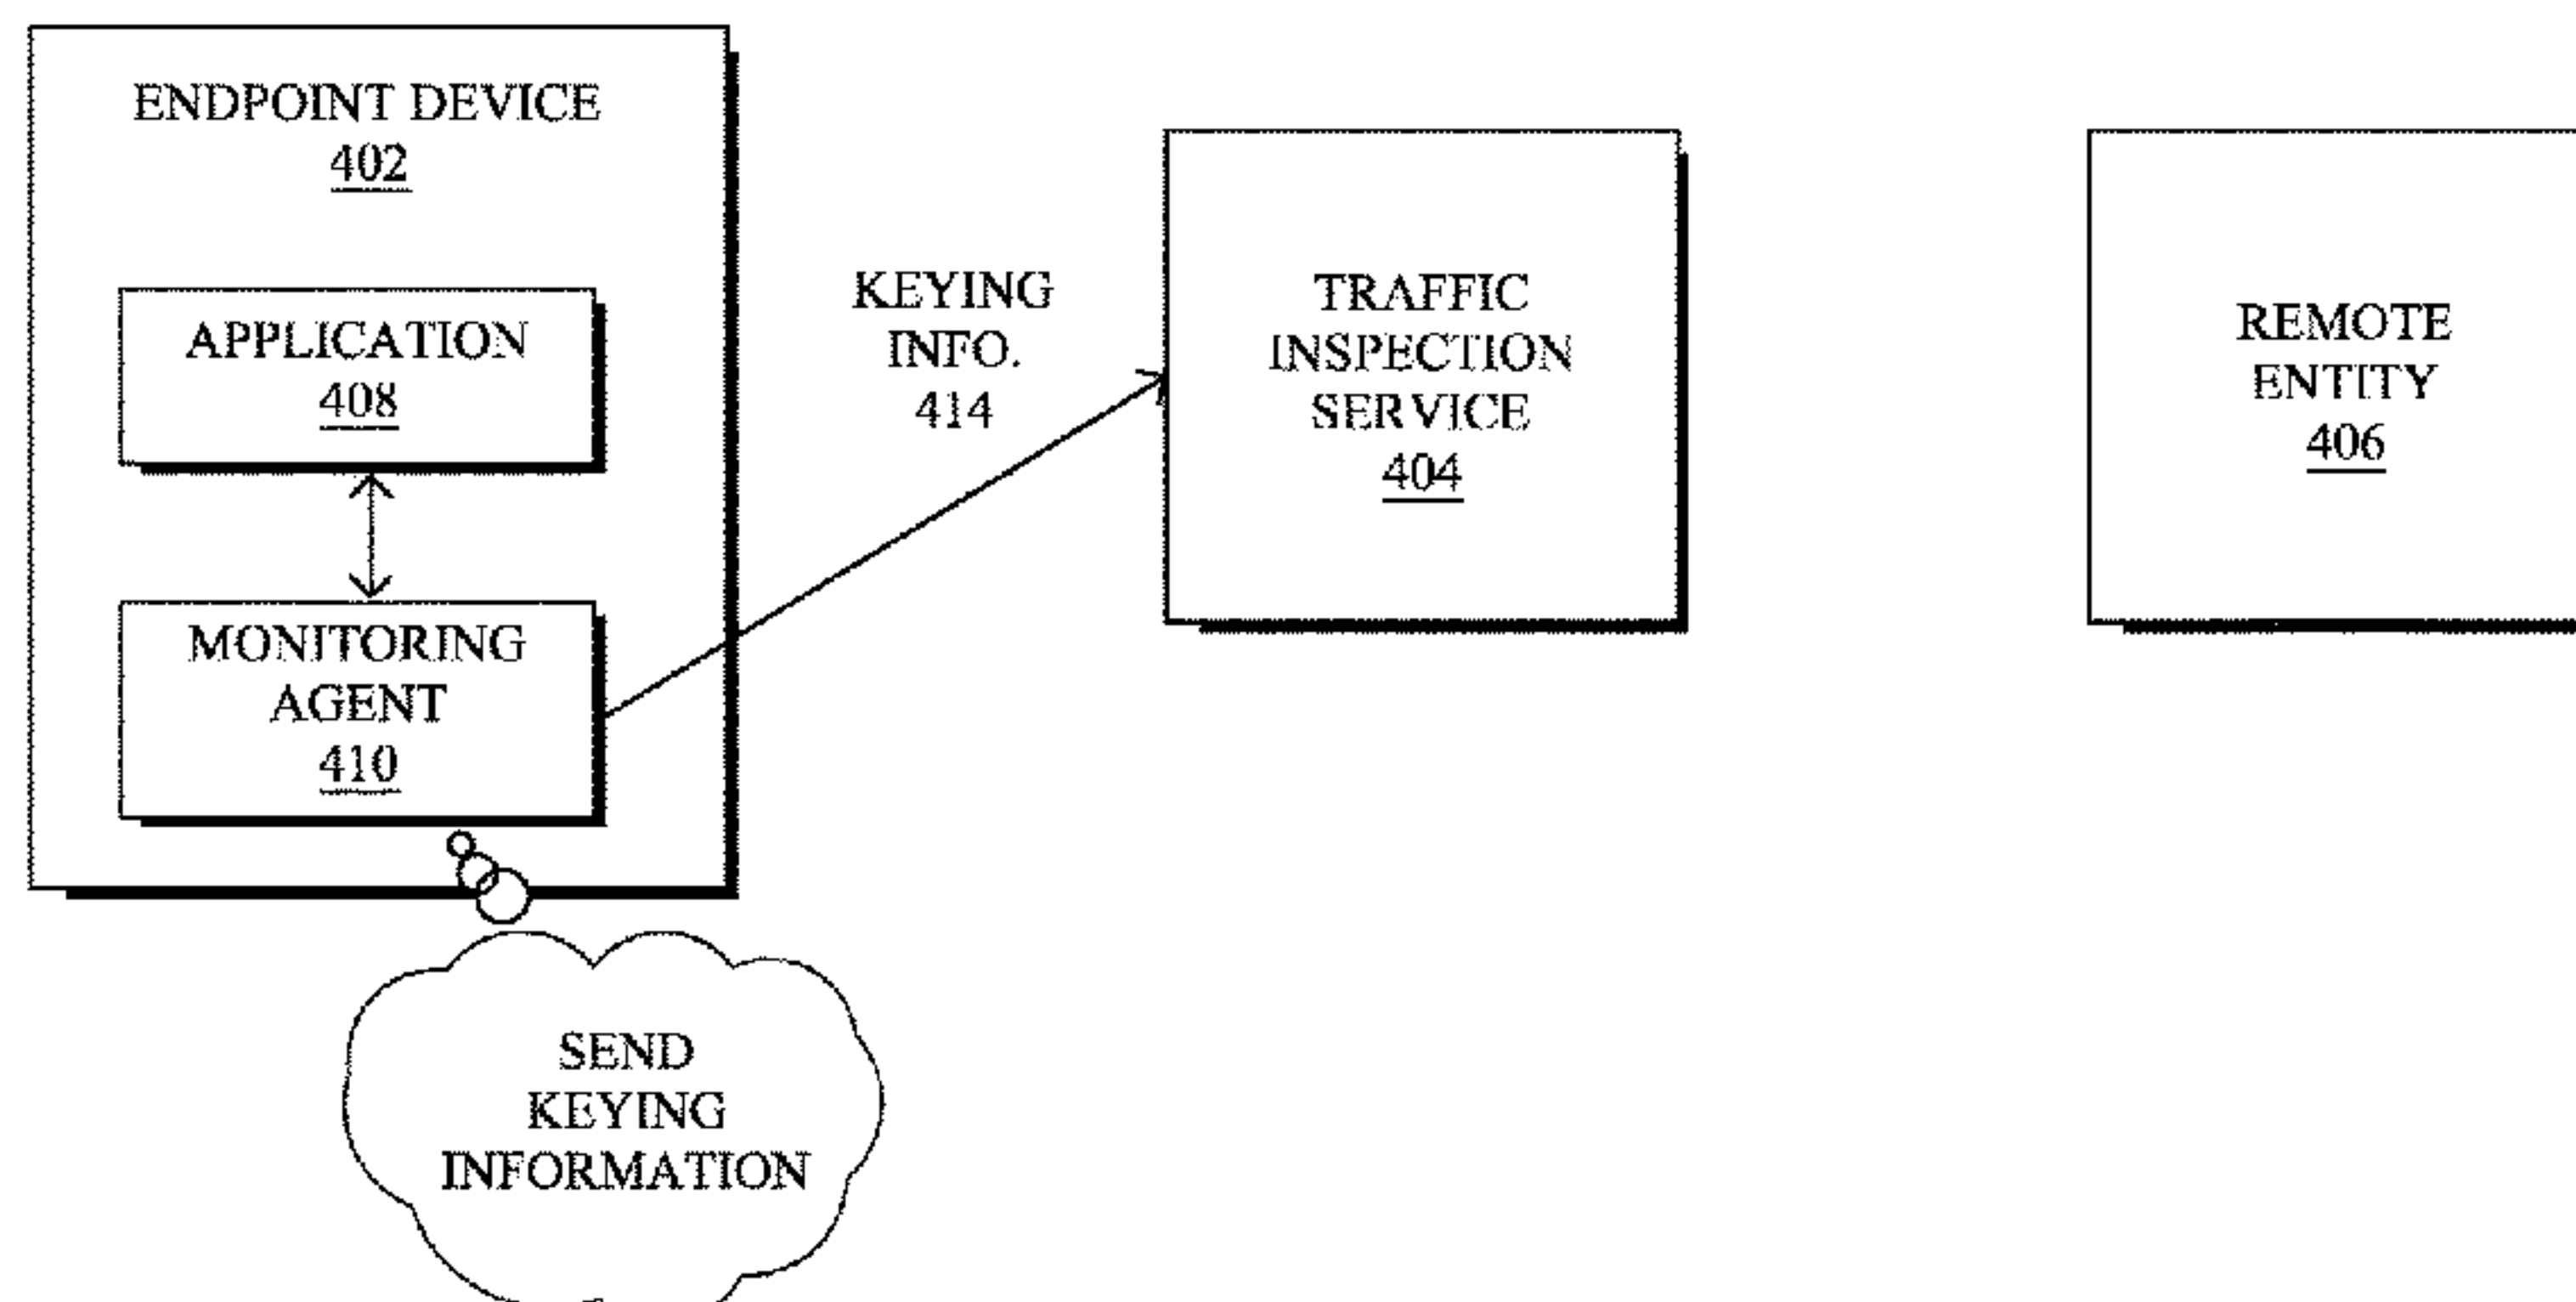 ENDPOINT DEVICE
402
APPLICATION
408
MONITORING
AGENT
410
SEND
KEYING
INFORMATION
KEYING
INFO.
414
TRAFFIC
INSPECTION
SERVICE
404
REMOTE
ENTITY
406